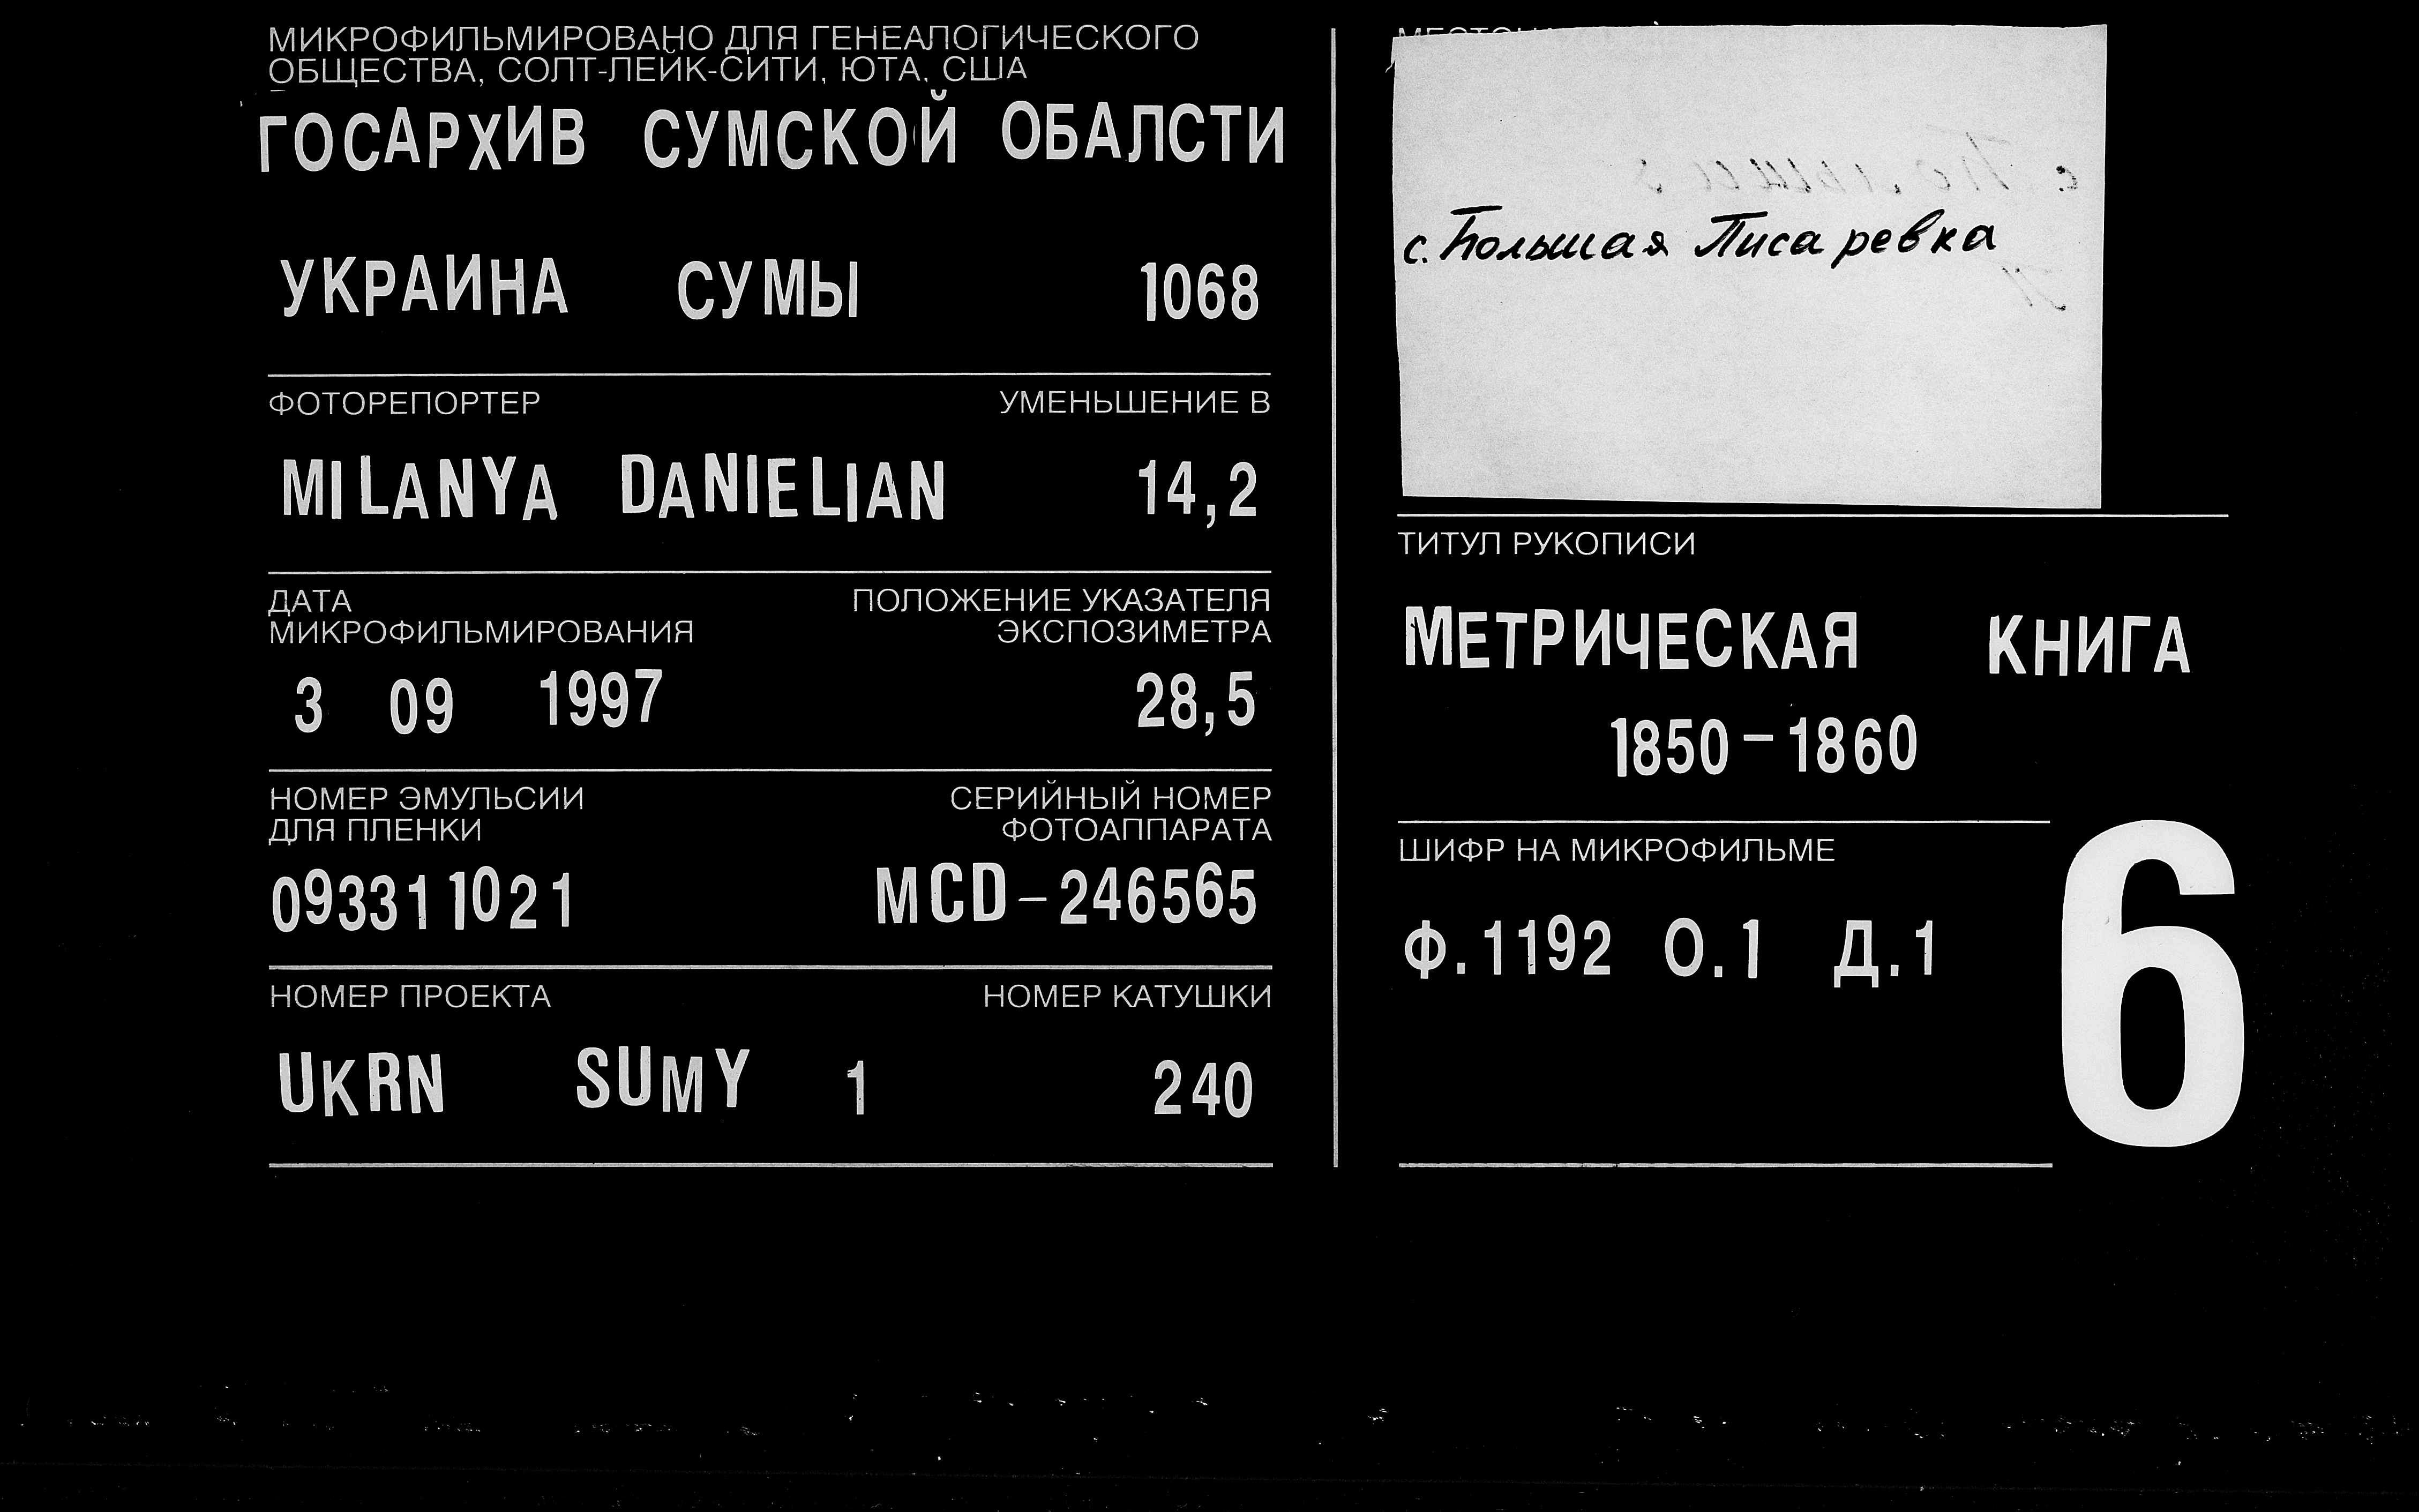 МИКРОФИЛЬМИРОВАНО ДЛЯ ГЕНЕАЛОГИЧЕСКОГО
ОБЩЕСТВА, СОЛТ-ЛЕЙК-СИТИ, ЮТА, США
ГОСАРХИВ СУМСКОЙ ОБАЛСТИ
УКРАИНА СУМЫ 1068
ФОТОРЕПОРТЕР УМЕНЬШЕНИЕ В
MILANYA DANIELIAN 14,2
ДАТА ПОЛОЖЕНИЕ УКАЗАТЕЛЯ
МИКРОФИЛЬМИРОВАНИЯ ЭКСПОЗИМЕТРА
3 09 1997 28,5
НОМЕР ЭМУЛЬСИИ СЕРИЙНЫЙ НОМЕР
ДЛЯ ПЛЕНКИ ФОТОАППАРАТА
093311021 MCD-246565
НОМЕР ПРОЕКТА НОМЕР КАТУШКИ
UKRN SUMY 1 240
с. Большая Писаревка
ТИТУЛ РУКОПИСИ
МЕТРИЧЕСКАЯ КНИГА
1850-1860
ШИФР НА МИКРОФИЛЬМЕ
Ф.1192 О.1 Д.1
6